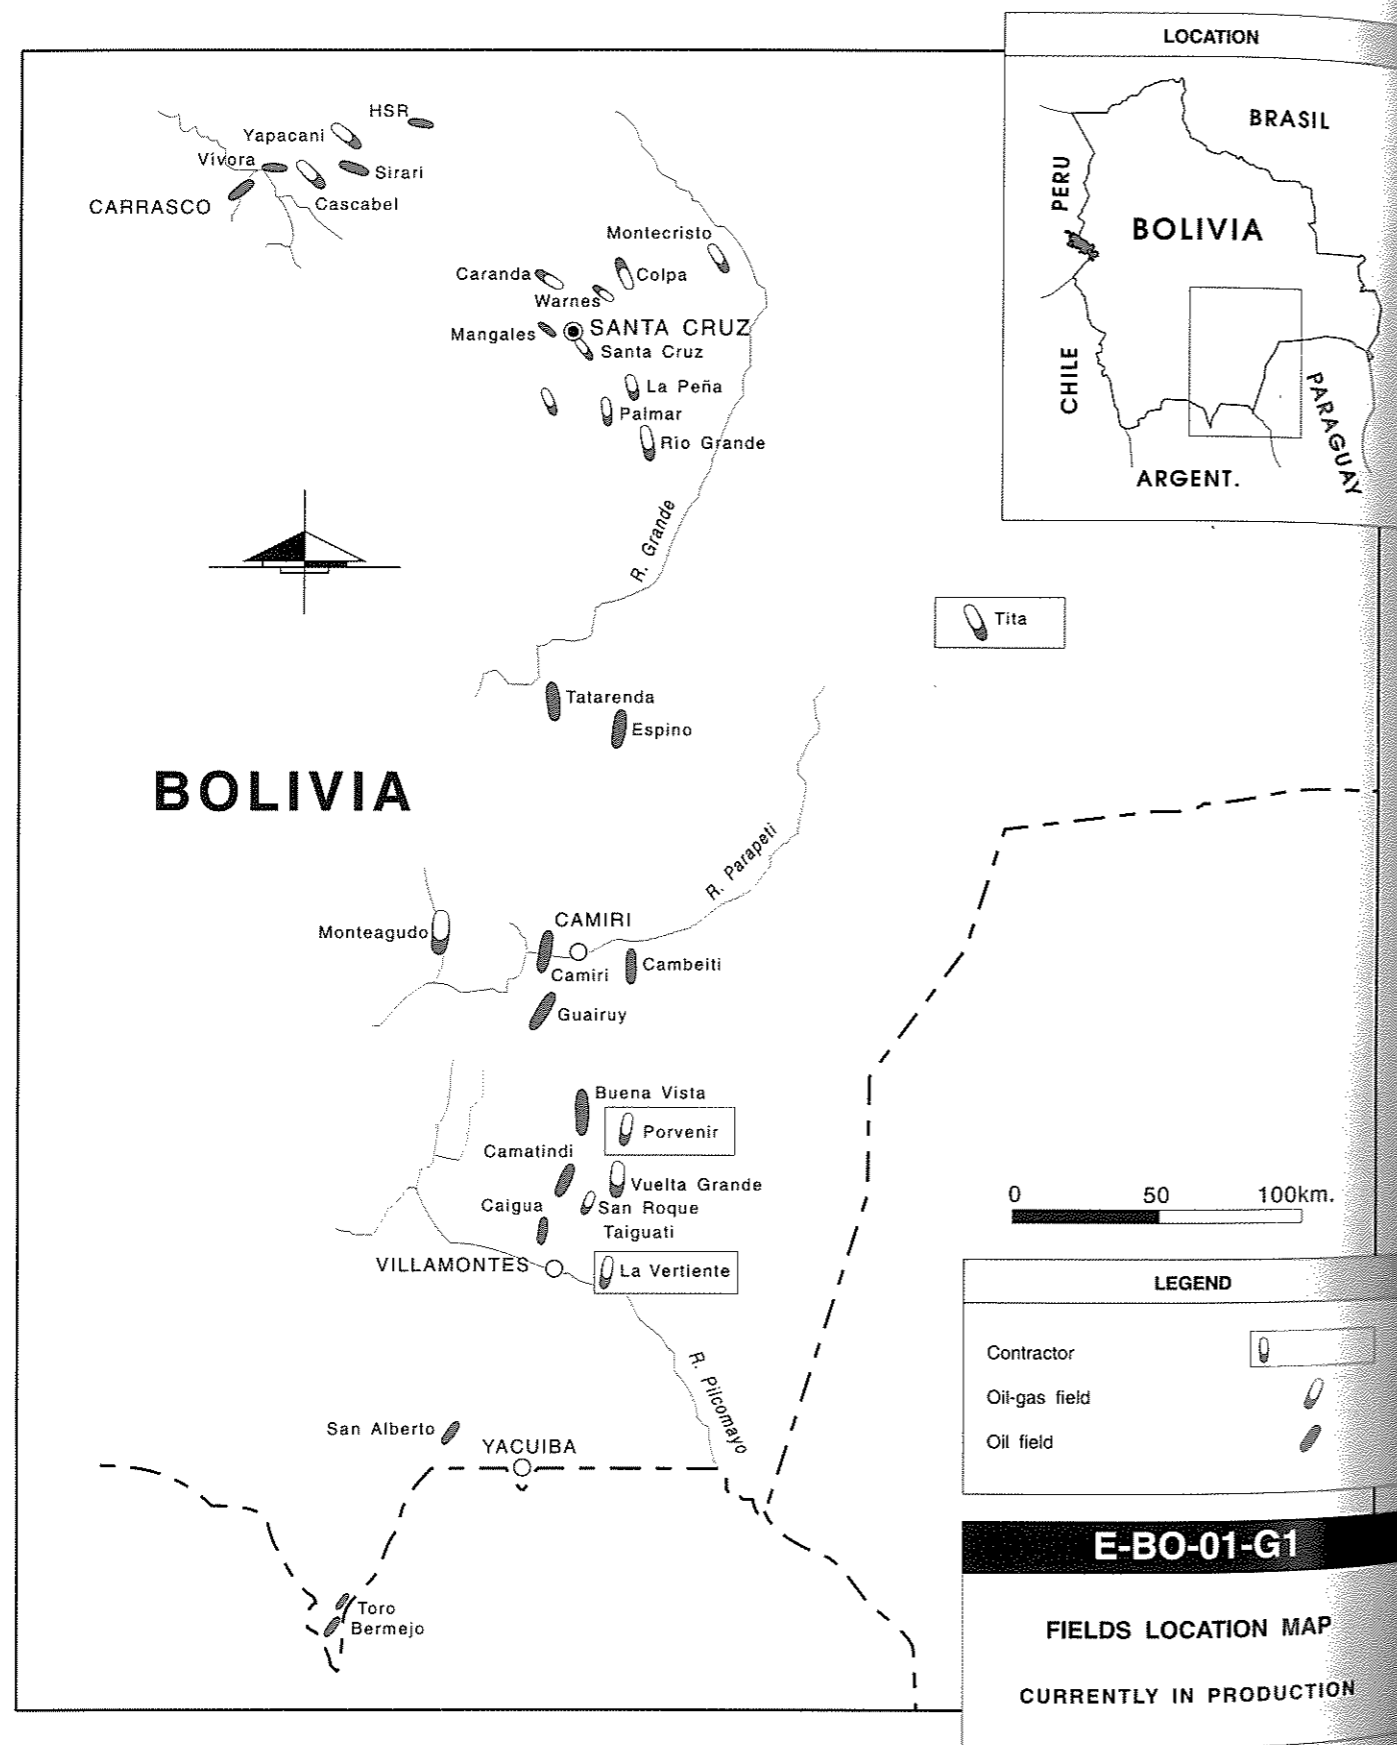 LOCATION
BRASIL
PERU
BOLIVIA
CHILE
PARAGUAY
ARGENT.
HSR
Yapacani
Vívora
Sirari
CARRASCO
Cascabel
Montecristo
Caranda
Colpa
Warnes
Mangales
SANTA CRUZ
Santa Cruz
La Peña
Palmar
Rio Grande
R. Grande
Tita
Tatarenda
Espino
BOLIVIA
R. Parapeti
Monteagudo
CAMIRI
Camiri
Cambeiti
Guairuy
Buena Vista
Porvenir
Camatindi
Vuelta Grande
Caigua
San Roque
Taiguati
VILLAMONTES
La Vertiente
R. Pilcomayo
San Alberto
YACUIBA
Toro
Bermejo
0 50 100km.
LEGEND
Contractor
Oil-gas field
Oil field
E-BO-01-G1
FIELDS LOCATION MAP
CURRENTLY IN PRODUCTION